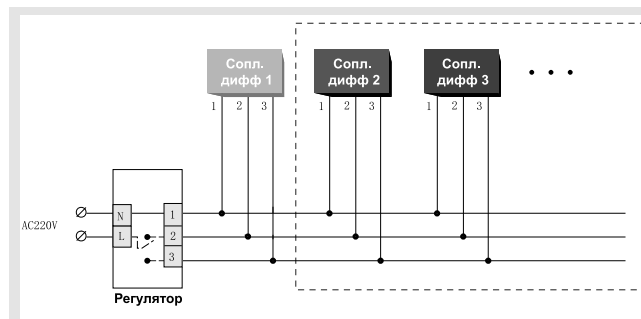 Сопл.
дифф 1
Сопл.
дифф 2
Сопл.
дифф 3
1 2 3
1 2 3
1 2 3
AC220V
N
L
1
2
3
Регулятор